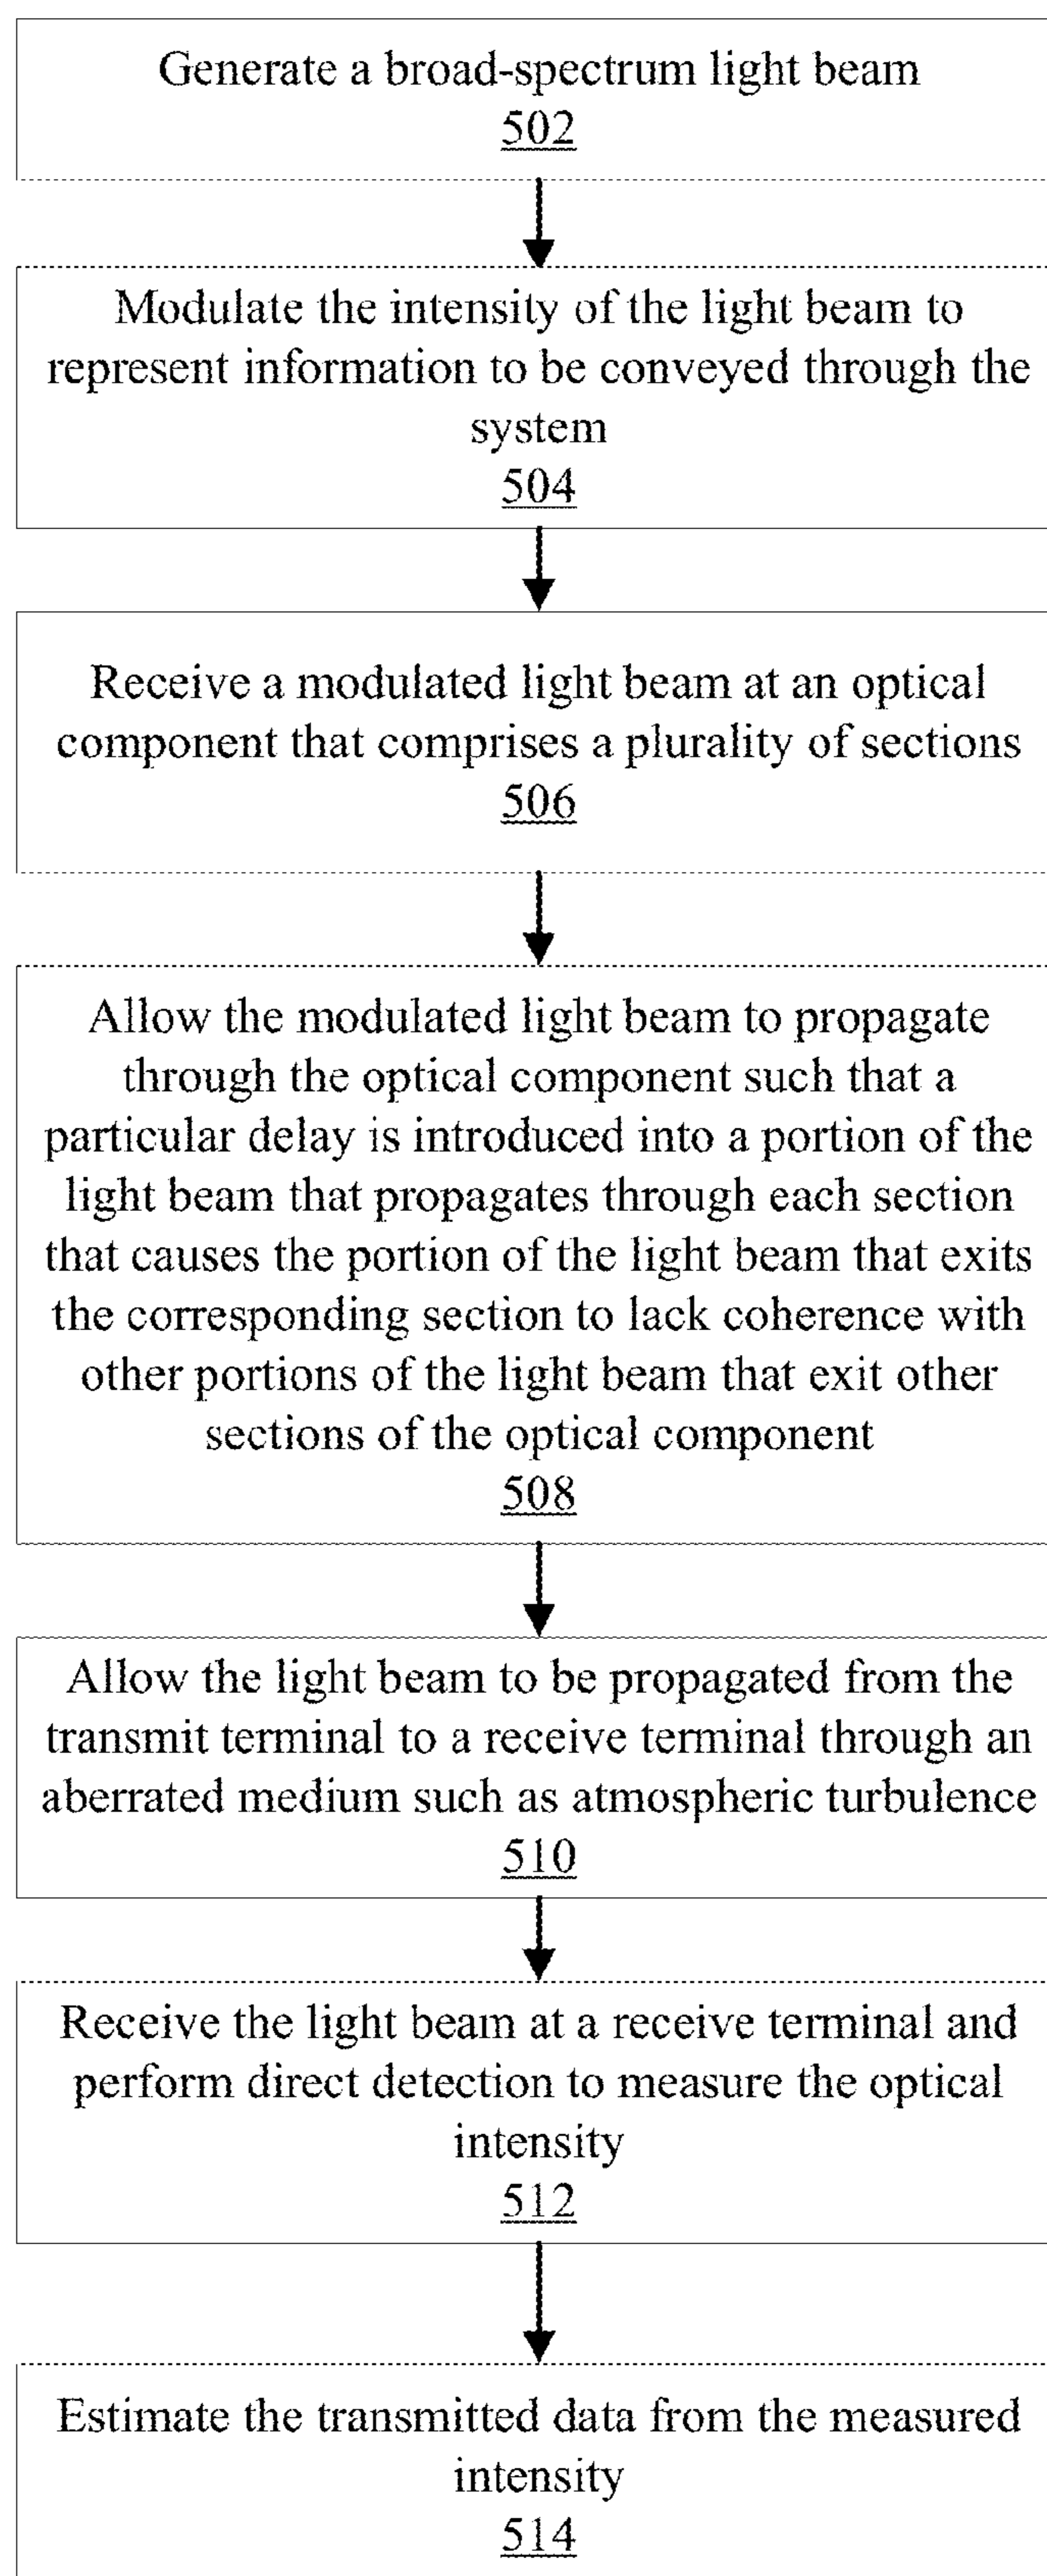 Generate a broad-spectrum light beam
502
Modulate the intensity of the light beam to
represent information to be conveyed through the
system
504
Receive a modulated light beam at an optical
component that comprises a plurality of sections
506
Allow the modulated light beam to propagate
through the optical component such that a
particular delay is introduced into a portion of the
light beam that propagates through each section
that causes the portion of the light beam that exits
the corresponding section to lack coherence with
other portions of the light beam that exit other
sections of the optical component
508
Allow the light beam to be propagated from the
transmit terminal to a receive terminal through an
aberrated medium such as atmospheric turbulence
510
Receive the light beam at a receive terminal and
perform direct detection to measure the optical
intensity
512
Estimate the transmitted data from the measured
intensity
514